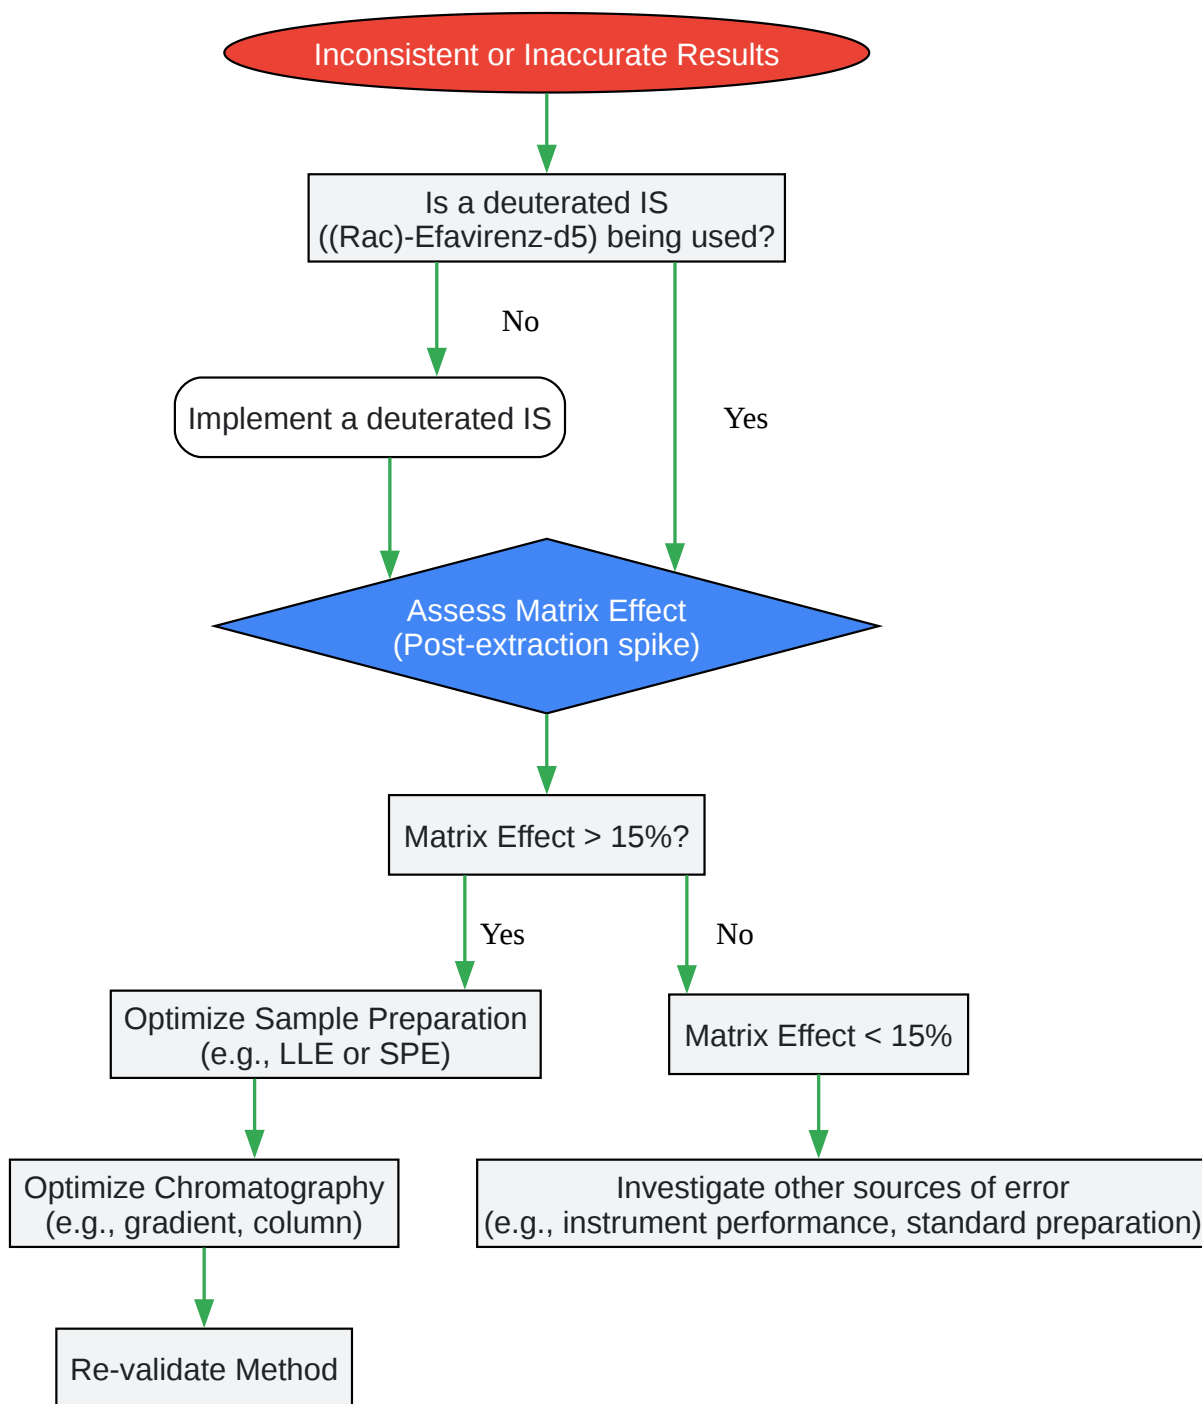 Inconsistent or Inaccurate Results
Is a deuterated IS
((Rac)-Efavirenz-d5) being used?
No
Implement a deuterated IS
Yes
Assess Matrix Effect
(Post-extraction spike)
Matrix Effect > 15%?
Yes
No
Optimize Sample Preparation
(e.g., LLE or SPE)
Matrix Effect < 15%
Optimize Chromatography
(e.g., gradient, column)
Investigate other sources of error
(e.g., instrument performance, standard preparation)
Re-validate Method